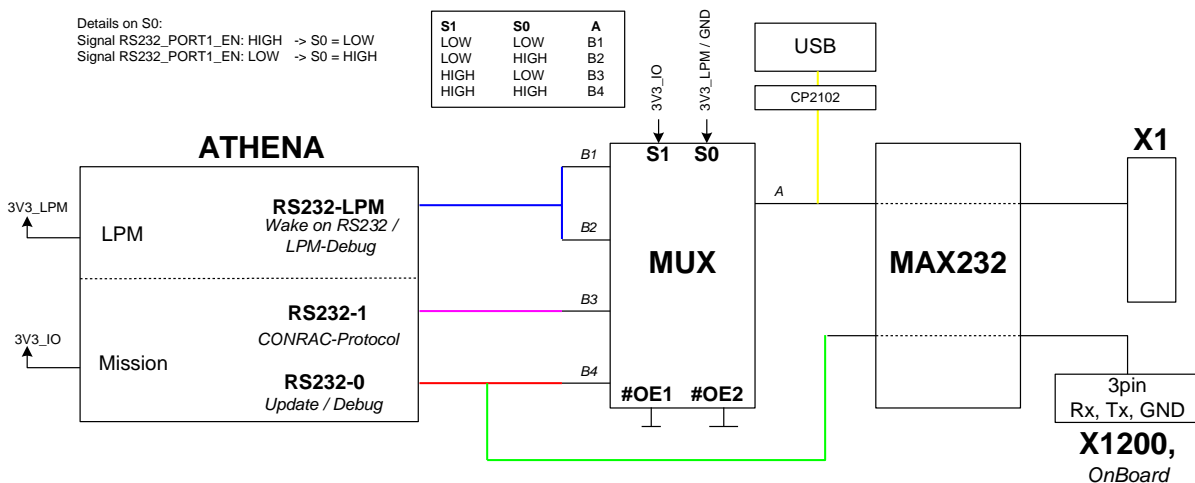 Details on S0:
Signal RS232_PORT1_EN: HIGH -> S0 = LOW
Signal RS232_PORT1_EN: LOW -> S0 = HIGH
S1 S0 A
LOW LOW B1
LOW HIGH B2
HIGH LOW B3
HIGH HIGH B4
3V3_IO
3V3_LPM / GND
USB
CP2102
ATHENA
X1
3V3_LPM
LPM
RS232-LPM
Wake on RS232 /
LPM-Debug
B1
B2
S1 S0
A
MUX
MAX232
3V3_IO
Mission
RS232-1
CONRAC-Protocol
B3
RS232-0
Update / Debug
B4
#OE1 #OE2
3pin
Rx, Tx, GND
X1200,
OnBoard